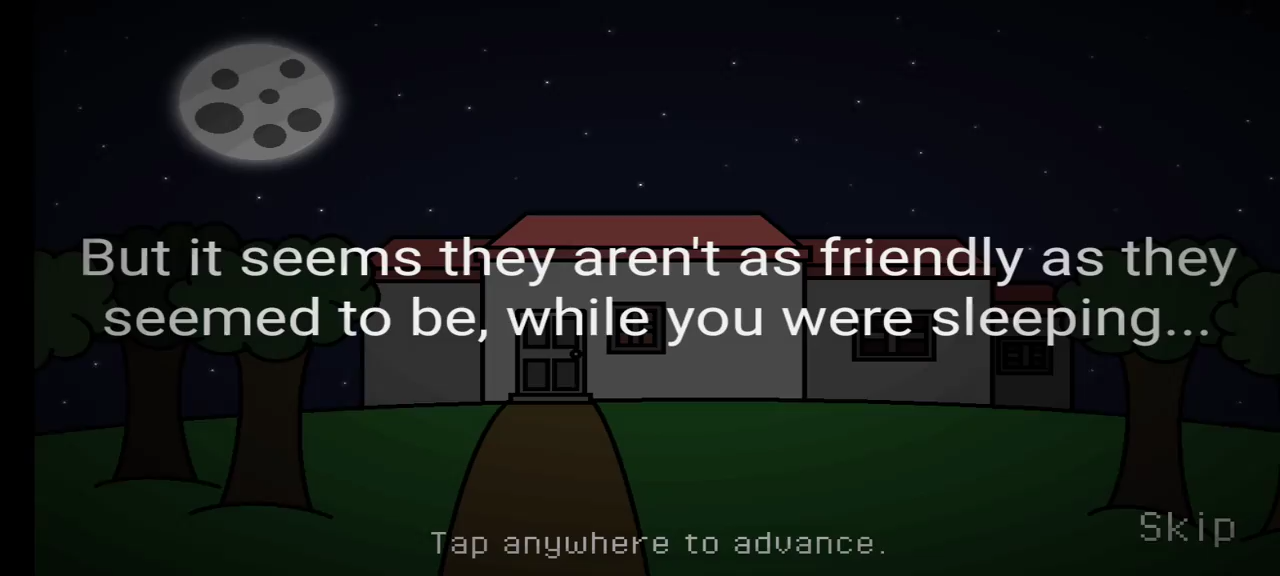 But it seems they aren't as friendly as they
seemed to be, while you were sleeping...
Skip
Tap anywhere to advance.